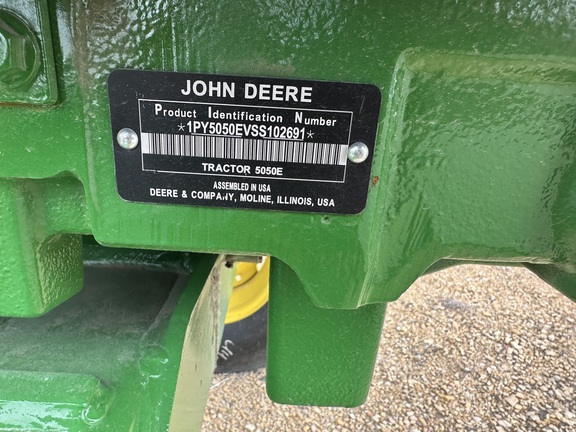 JOHN DEERE
Product Identification Number
*1PY5050EVSS102691*
TRACTOR 5050E
ASSEMBLED IN USA
DEERE & COMPANY, MOLINE, ILLINOIS, USA